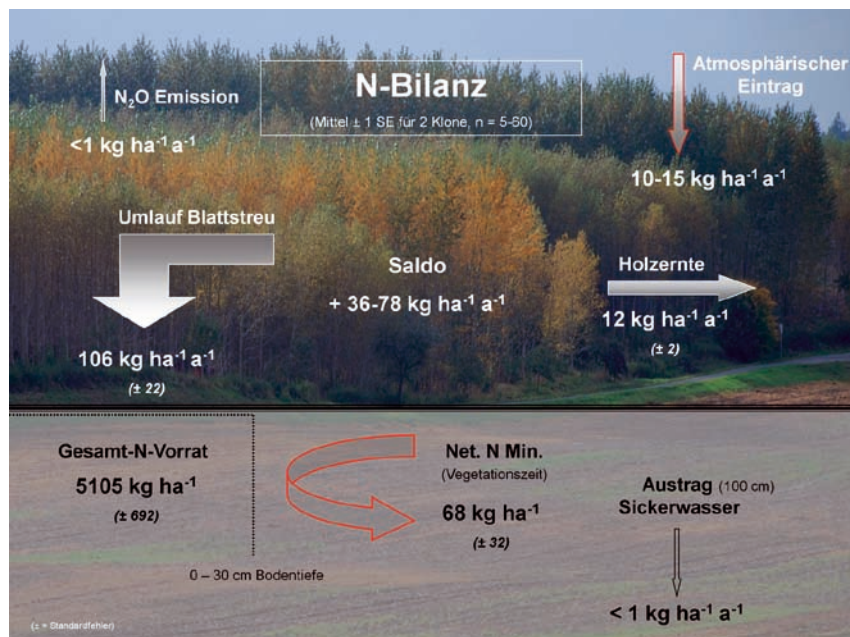 N-Bilanz
(Mittel ± 1 SE für 2 Klone, n = 5-60)
N₂O Emission
<1 kg ha⁻¹ a⁻¹
Atmosphärischer
Eintrag
10-15 kg ha⁻¹ a⁻¹
Umlauf Blattstreu
106 kg ha⁻¹ a⁻¹
(± 22)
Saldo
+ 36-78 kg ha⁻¹ a⁻¹
Holzernte
12 kg ha⁻¹ a⁻¹
(± 2)
Gesamt-N-Vorrat
5105 kg ha⁻¹
(± 692)
0 – 30 cm Bodentiefe
Net. N Min.
(Vegetationszeit)
68 kg ha⁻¹
(± 32)
Austrag (100 cm)
Sickerwasser
< 1 kg ha⁻¹ a⁻¹
(± = Standardfehler)